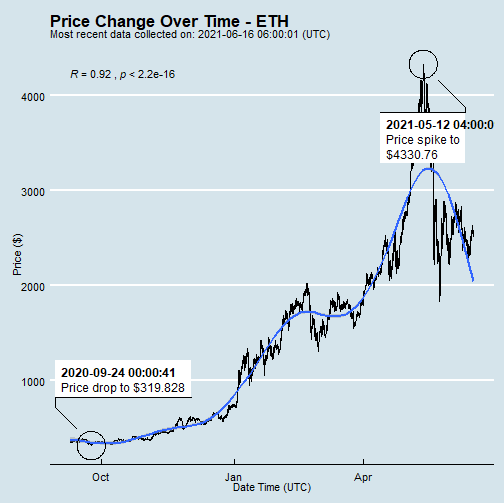 Price Change Over Time - ETH
Most recent data collected on: 2021-06-16 06:00:01 (UTC)
R = 0.92 , p < 2.2e-16
4000
2021-05-12 04:00:0
Price spike to
$4330.76
3000
Price ($)
2000
2020-09-24 00:00:41
Price drop to $319.828
1000
Oct
Jan
Apr
Date Time (UTC)